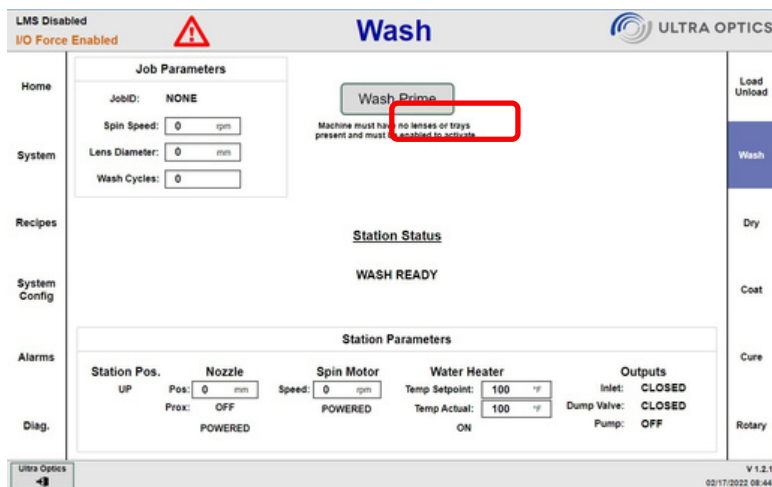 LMS Disabled
I/O Force Enabled
Wash
ULTRA OPTICS
Home
System
Recipes
System
Config
Alarms
Diag.
Job Parameters
JobID: NONE
Spin Speed: 0 rpm
Lens Diameter: 0 mm
Wash Cycles: 0
Wash Prime
Machine must have no lenses or trays
present and must be enabled to activate
Station Status
WASH READY
Station Parameters
Station Pos. Nozzle Spin Motor Water Heater Outputs
UP Pos: 0 mm Speed: 0 rpm Temp Setpoint: 100 °F Inlet: CLOSED
Prox: OFF POWERED Temp Actual: 100 °F Dump Valve: CLOSED
POWERED ON Pump: OFF
Load
Unload
Wash
Dry
Coat
Cure
Rotary
Ultra Optics
V 1.2.1
02/17/2022 08:44